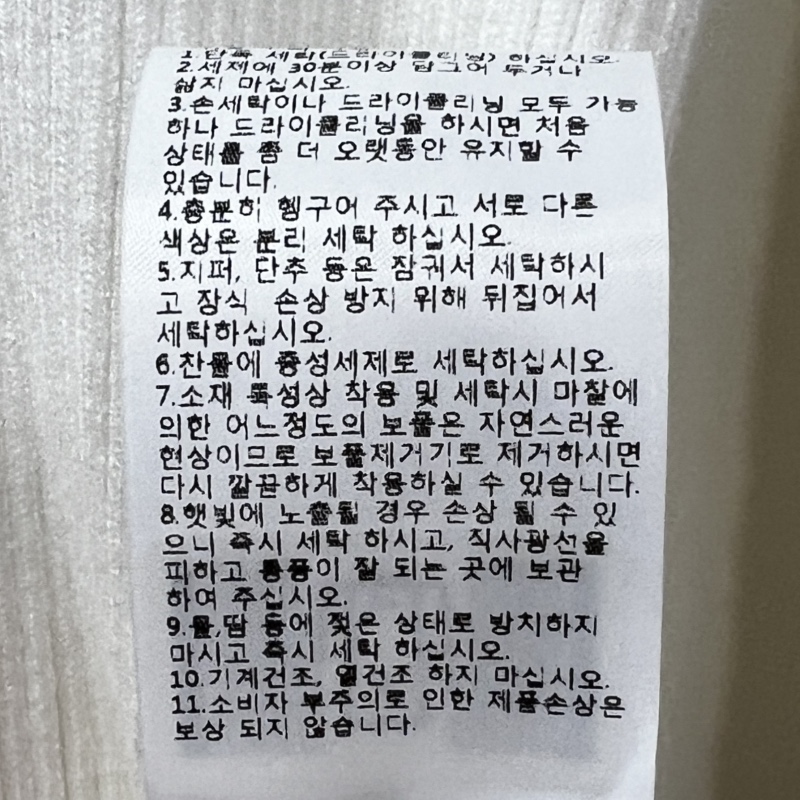 1.단독 세탁(드라이클리닝) 하십시오.
2.세제에 30분이상 담그어 두거나
삶지 마십시오.
3.손세탁이나 드라이클리닝 모두 가능
하나 드라이클리닝을 하시면 처음
상태를 좀 더 오랫동안 유지할 수
있습니다.
4.충분히 헹구어 주시고 서로 다른
색상은 분리 세탁 하십시오.
5.지퍼, 단추 등은 잠궈서 세탁하시
고 장식 손상 방지 위해 뒤집어서
세탁하십시오.
6.찬물에 중성세제로 세탁하십시오.
7.소재 특성상 착용 및 세탁시 마찰에
의한 어느정도의 보풀은 자연스러운
현상이므로 보풀제거기로 제거하시면
다시 깔끔하게 착용하실 수 있습니다.
8.햇빛에 노출될 경우 손상 될 수 있
으니 즉시 세탁 하시고, 직사광선을
피하고 통풍이 잘 되는 곳에 보관
하여 주십시오.
9.물,땀 등에 젖은 상태로 방치하지
마시고 즉시 세탁 하십시오.
10.기계건조, 열건조 하지 마십시오.
11.소비자 부주의로 인한 제품손상은
보상 되지 않습니다.